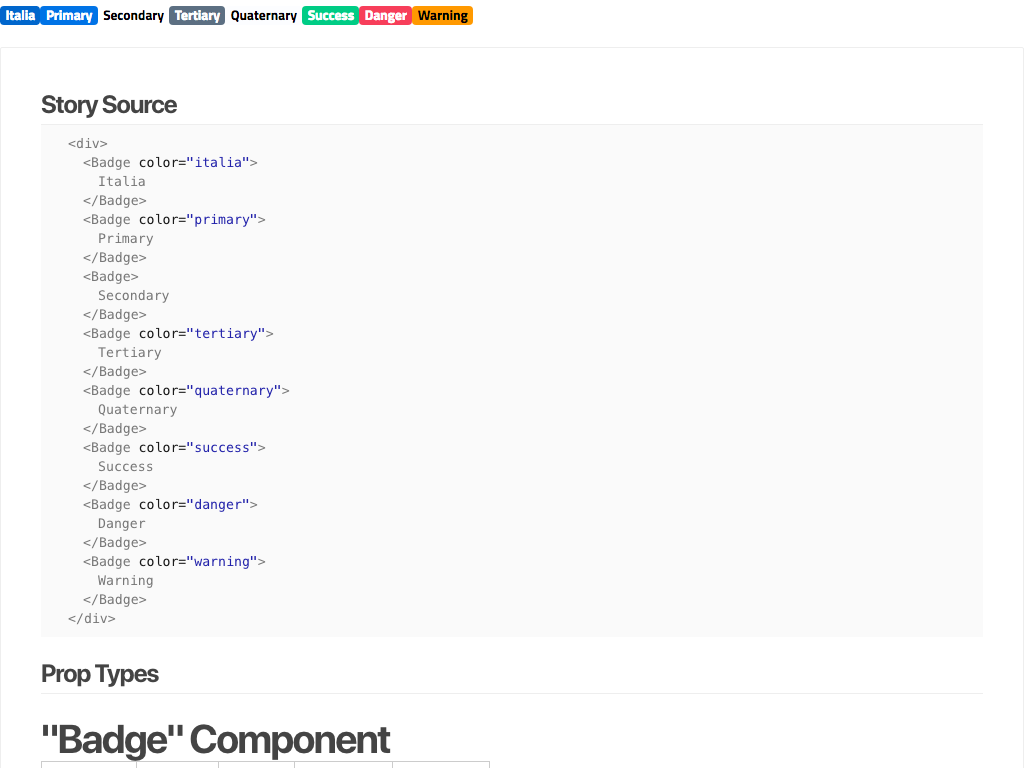 Italia Primary Secondary Tertiary Quaternary Success Danger Warning
Story Source
<div>
<Badge color="italia">
Italia
</Badge>
<Badge color="primary">
Primary
</Badge>
<Badge>
Secondary
</Badge>
<Badge color="tertiary">
Tertiary
</Badge>
<Badge color="quaternary">
Quaternary
</Badge>
<Badge color="success">
Success
</Badge>
<Badge color="danger">
Danger
</Badge>
<Badge color="warning">
Warning
</Badge>
</div>
Prop Types
"Badge" Component